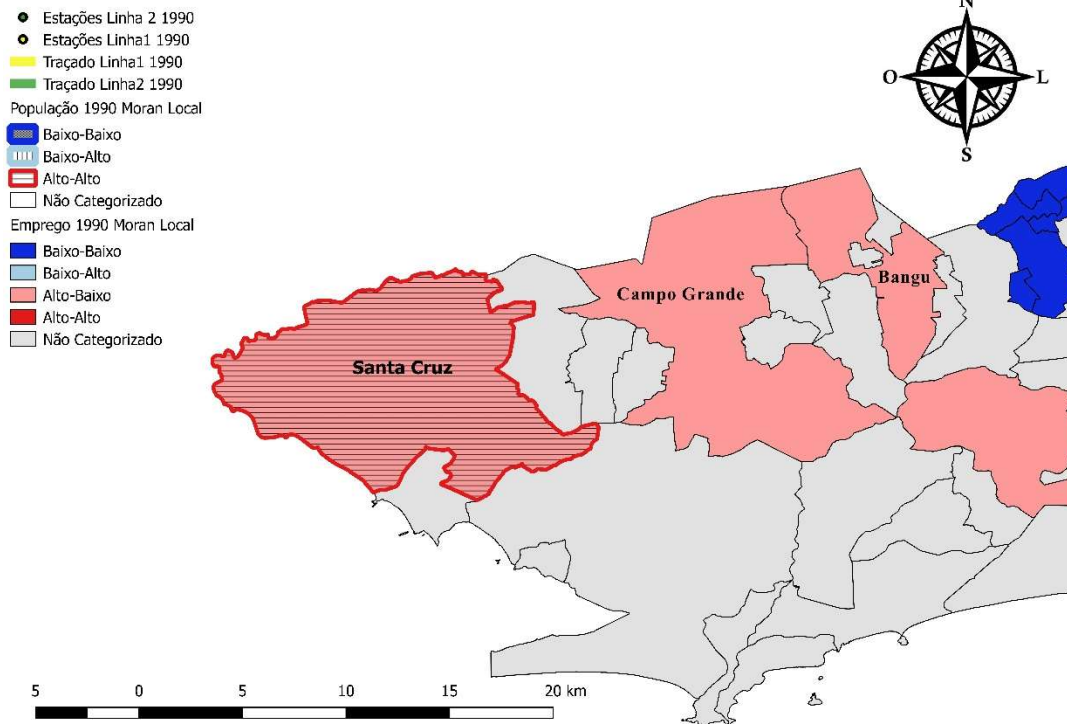 Estações Linha 2 1990
Estações Linha1 1990
Traçado Linha1 1990
Traçado Linha2 1990
População 1990 Moran Local
Baixo-Baixo
Baixo-Alto
Alto-Alto
Não Categorizado
Emprego 1990 Moran Local
Baixo-Baixo
Baixo-Alto
Alto-Baixo
Alto-Alto
Não Categorizado
N
O
L
S
Campo Grande
Bangu
Santa Cruz
5 0 5 10 15 20 km